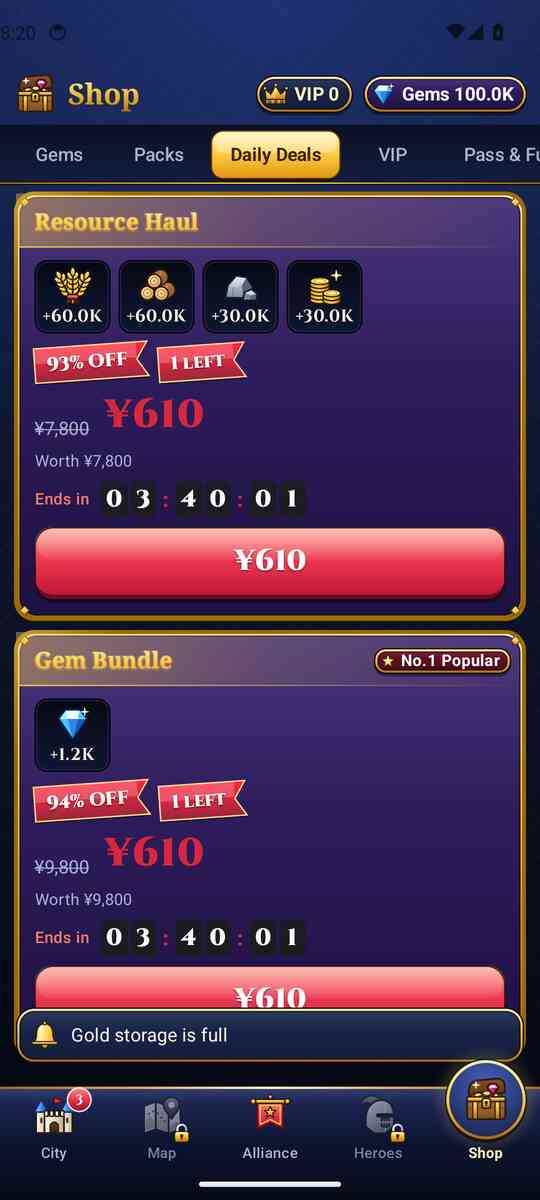 8:20
Shop
VIP 0
Gems 100.0K
Gems
Packs
Daily Deals
VIP
Pass & Fu
Resource Haul
+60.0K
+60.0K
+30.0K
+30.0K
93% OFF
1 LEFT
¥7,800
¥610
Worth ¥7,800
Ends in 03:40:01
¥610
Gem Bundle
No.1 Popular
+1.2K
94% OFF
1 LEFT
¥9,800
¥610
Worth ¥9,800
Ends in 03:40:01
¥610
Gold storage is full
3
City
Map
Alliance
Heroes
Shop